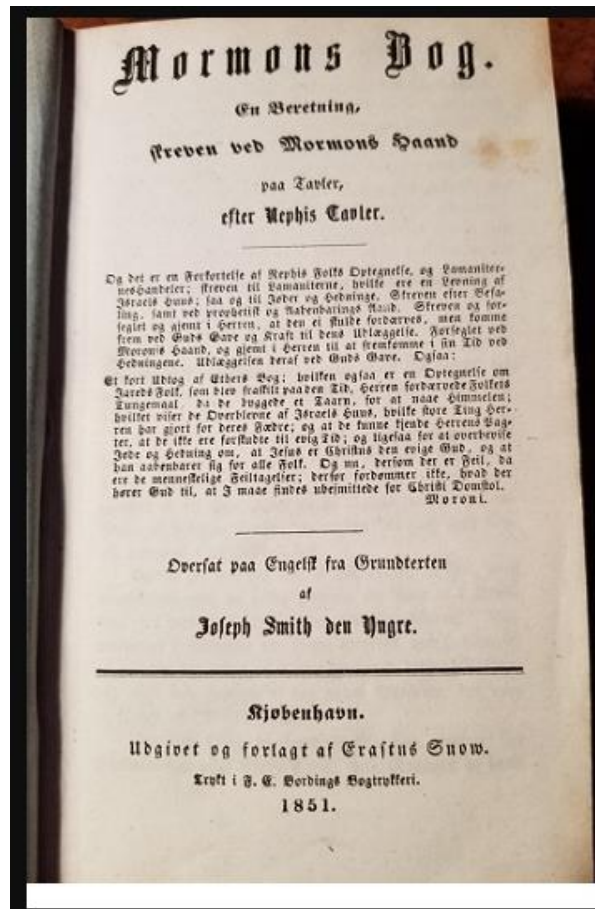 Mormons Bog.
En Beretning,
skreven ved Mormons Haand
paa Tavler,
efter Nephis Tavler.
Og det er en Forkortelse af Nephis Folks Optegnelse, og Lamaniter-
nes Handeler; skreven til Lamaniterne, hvilke ere en Levning af
Israels Huus; saa og til Jøder og Hedninge. Skreven efter Befa-
ling, samt ved prophetisk og Aabenbarings Aand. Skreven og for-
seglet og gjemt i Herren, at den ei skulde fordærves, men komme
frem ved Guds Gave og Kraft til dens Udlæggelse. Forseglet ved
Moronis Haand, og gjemt i Herren til at fremkomme i sin Tid ved
Hedningene. Udlæggelsen deraf ved Guds Gave. Ogsaa:
Et kort Udtog af Ethers Bog; hvilken ogsaa er en Optegnelse om
Jareds Folk, som blev fraskilt paa den Tid, Herren fordærvede Folkets
Tungemaal, da de byggede et Taarn, for at naae Himmelen;
hvilket viser de Overblevne af Israels Huus, hvilke store Ting Her-
ren har gjort for deres Fædre; og at de kunne kjende Herrens Pag-
ter, at de ikke ere forskudte til evig Tid; og ligesaa for at overbevise
Jøde og Hedning om, at Jesus er Christus den evige Gud, og at
han aabenbarer sig for alle Folk. Og nu, dersom der er Feil, da
ere de menneskelige Feiltagelser; derfor fordømmer ikke, hvad der
hører Gud til, at I maae findes ubesmittede for Christi Domstol.
Moroni.
Oversat paa Engelsk fra Grundtexten
af
Joseph Smith den Yngre.
Kjøbenhavn.
Udgivet og forlagt af Erastus Snow.
Trykt i F. E. Bordings Bogtrykkeri.
1851.